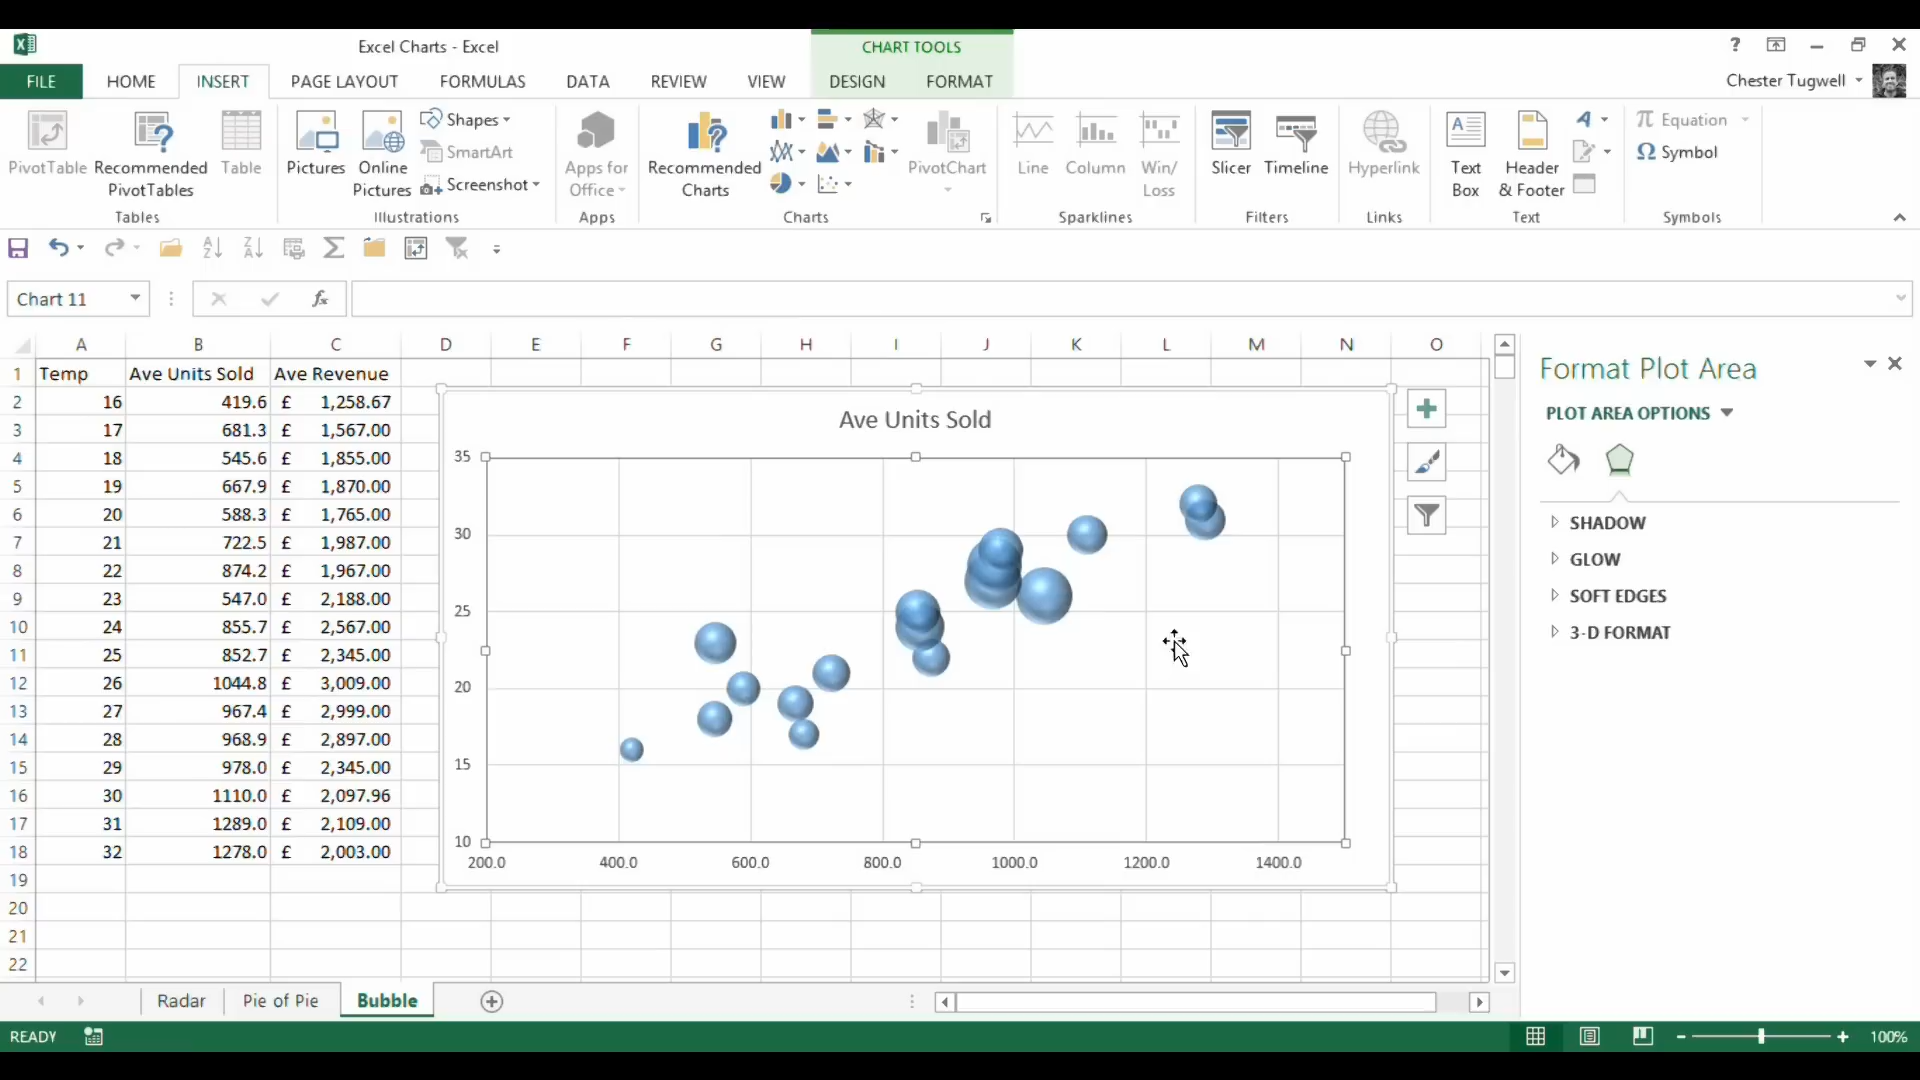 Excel Charts - Excel
CHART TOOLS
?
FILE HOME INSERT PAGE LAYOUT FORMULAS DATA REVIEW VIEW DESIGN FORMAT
Chester Tugwell
PivotTable
Recommended PivotTables
Table
Pictures
Online Pictures
Shapes
SmartArt
Screenshot
Apps for Office
Recommended Charts
PivotChart
Line
Column
Win/Loss
Slicer
Timeline
Hyperlink
Text Box
Header & Footer
Equation
Symbol
Tables Illustrations Apps Charts Sparklines Filters Links Text Symbols
Chart 11
fx
A B C D E F G H I J K L M N O
1 Temp Ave Units Sold Ave Revenue
2 16 419.6 £ 1,258.67
3 17 681.3 £ 1,567.00
4 18 545.6 £ 1,855.00
5 19 667.9 £ 1,870.00
6 20 588.3 £ 1,765.00
7 21 722.5 £ 1,987.00
8 22 874.2 £ 1,967.00
9 23 547.0 £ 2,188.00
10 24 855.7 £ 2,567.00
11 25 852.7 £ 2,345.00
12 26 1044.8 £ 3,009.00
13 27 967.4 £ 2,999.00
14 28 968.9 £ 2,897.00
15 29 978.0 £ 2,345.00
16 30 1110.0 £ 2,097.96
17 31 1289.0 £ 2,109.00
18 32 1278.0 £ 2,003.00
19
20
21
22
Ave Units Sold
35
30
25
20
15
10
200.0 400.0 600.0 800.0 1000.0 1200.0 1400.0
Format Plot Area
PLOT AREA OPTIONS
SHADOW
GLOW
SOFT EDGES
3-D FORMAT
Radar Pie of Pie Bubble
READY
100%